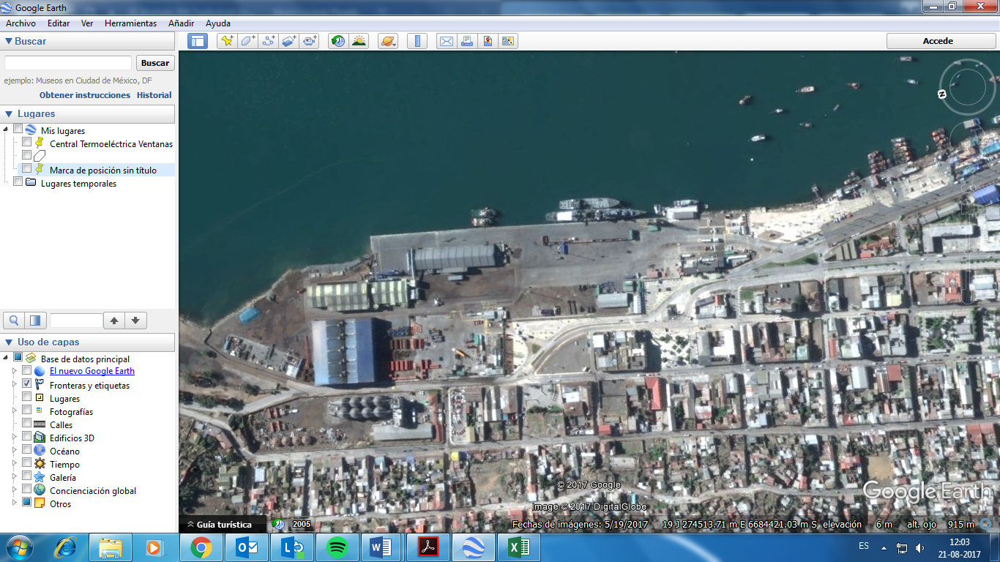 Google Earth
Archivo Editar Ver Herramientas Añadir Ayuda
Buscar
Accede
Buscar
ejemplo: Museos en Ciudad de México, DF
Obtener instrucciones Historial
Lugares
Mis lugares
Central Termoeléctrica Ventanas
Marca de posición sin título
Lugares temporales
Uso de capas
Base de datos principal
El nuevo Google Earth
Fronteras y etiquetas
Lugares
Fotografías
Calles
Edificios 3D
Océano
Tiempo
Galería
Concienciación global
Otros
N
© 2017 Google
Image © 2017 DigitalGlobe
Google Earth
Guía turística
2005
Fechas de imágenes: 5/19/2017 19 J 274513.71 m E 6684421.03 m S elevación 6 m alt. ojo 915 m
ES
12:03
21-08-2017